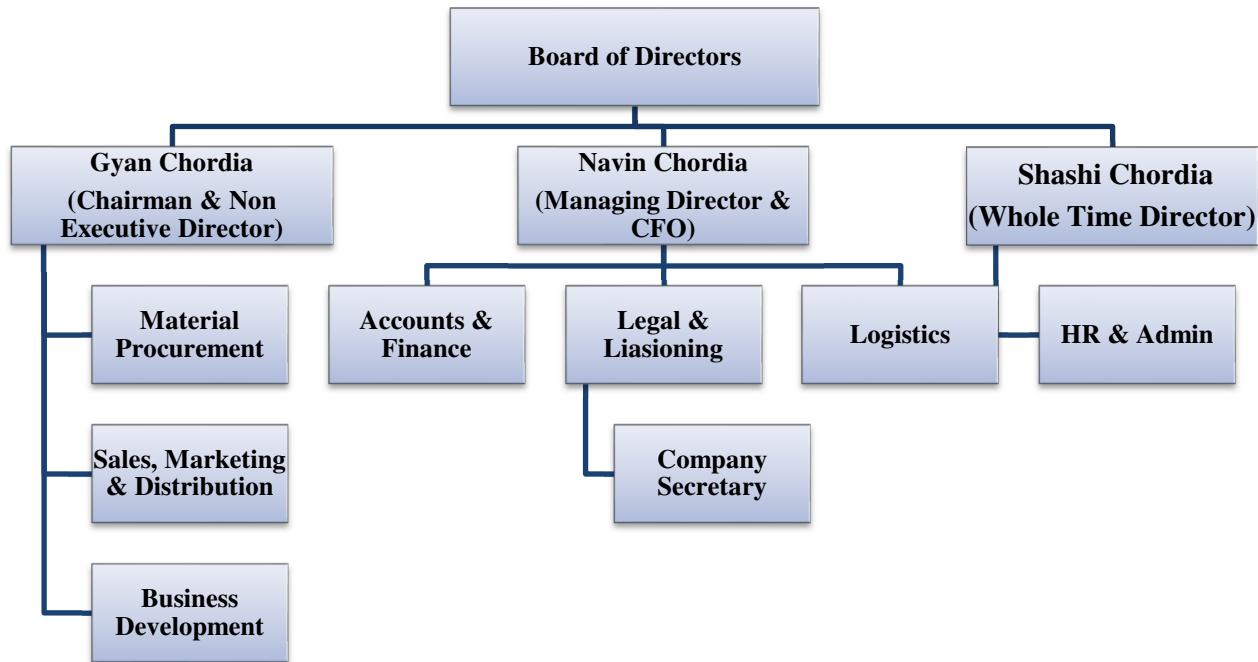 Board of Directors
Gyan Chordia
(Chairman & Non
Executive Director)
Navin Chordia
(Managing Director &
CFO)
Shashi Chordia
(Whole Time Director)
Material
Procurement
Accounts &
Finance
Legal &
Liasioning
Logistics
HR & Admin
Sales, Marketing
& Distribution
Company
Secretary
Business
Development